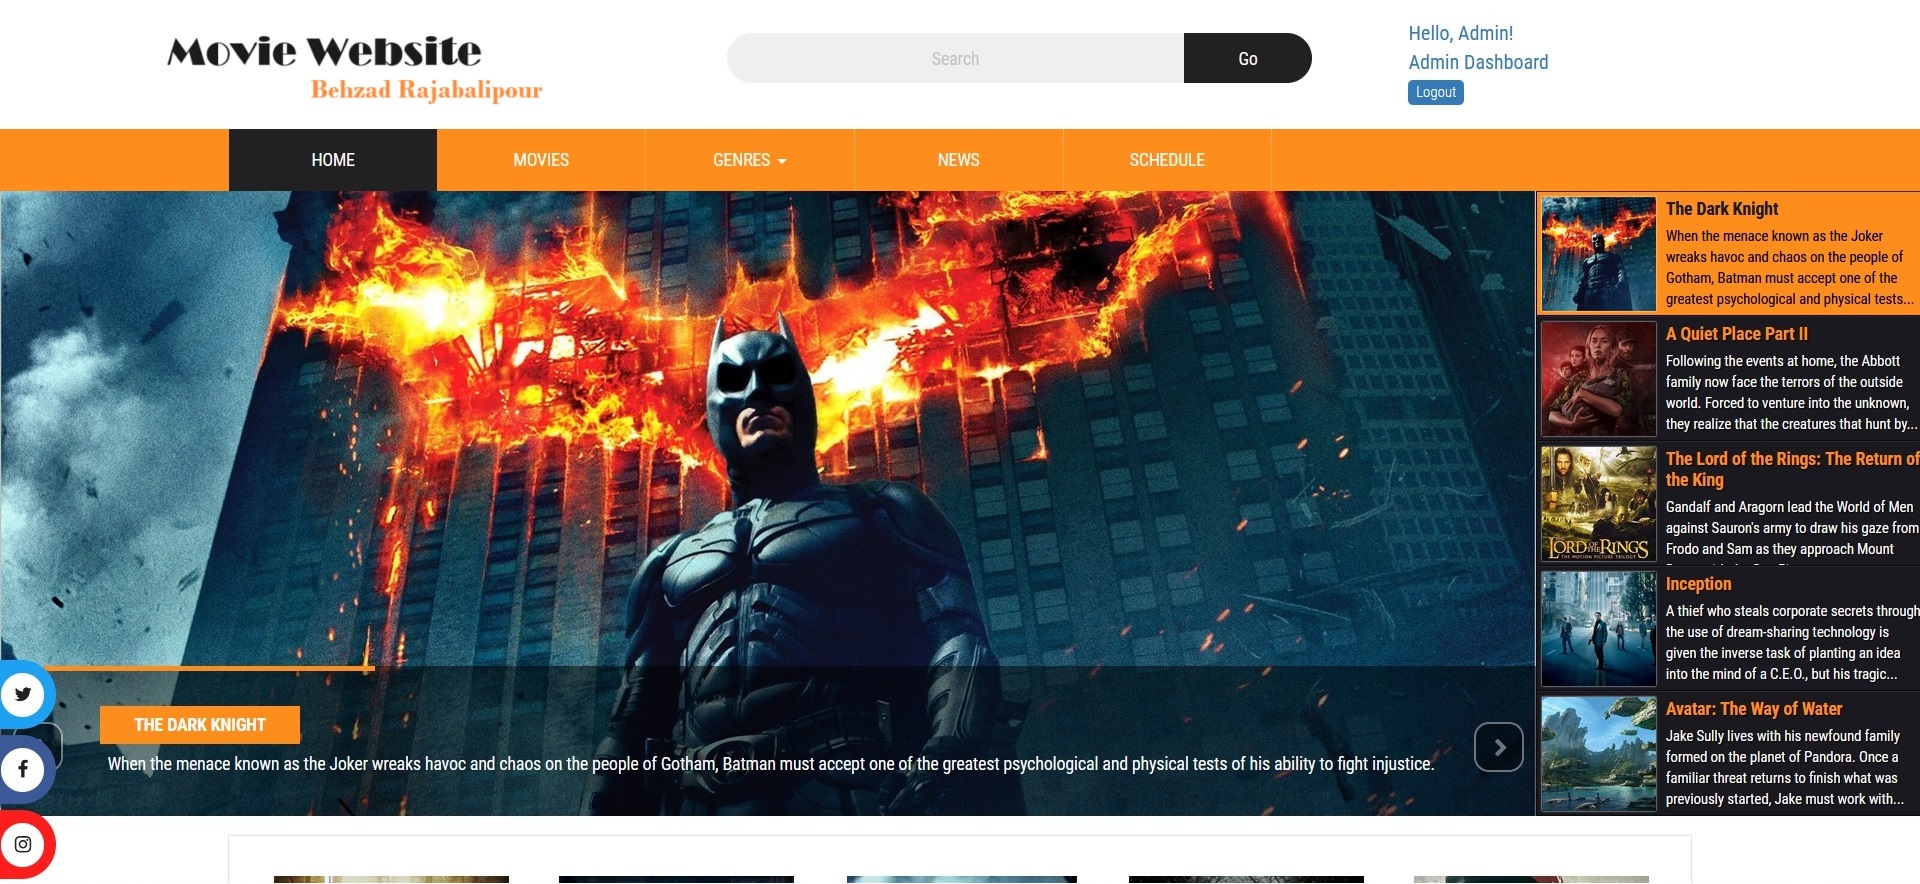 Movie Website
Behzad Rajabalipour
Search
Go
Hello, Admin!
Admin Dashboard
Logout
HOME
MOVIES
GENRES
NEWS
SCHEDULE
THE DARK KNIGHT
When the menace known as the Joker wreaks havoc and chaos on the people of Gotham, Batman must accept one of the greatest psychological and physical tests of his ability to fight injustice.
The Dark Knight
When the menace known as the Joker
wreaks havoc and chaos on the people of
Gotham, Batman must accept one of the
greatest psychological and physical tests...
A Quiet Place Part II
Following the events at home, the Abbott
family now face the terrors of the outside
world. Forced to venture into the unknown,
they realize that the creatures that hunt by...
The Lord of the Rings: The Return of
the King
Gandalf and Aragorn lead the World of Men
against Sauron's army to draw his gaze from
Frodo and Sam as they approach Mount
LORD OF THE RINGS
THE MOTION PICTURE TRILOGY
Inception
A thief who steals corporate secrets through
the use of dream-sharing technology is
given the inverse task of planting an idea
into the mind of a C.E.O., but his tragic...
Avatar: The Way of Water
Jake Sully lives with his newfound family
formed on the planet of Pandora. Once a
familiar threat returns to finish what was
previously started, Jake must work with...